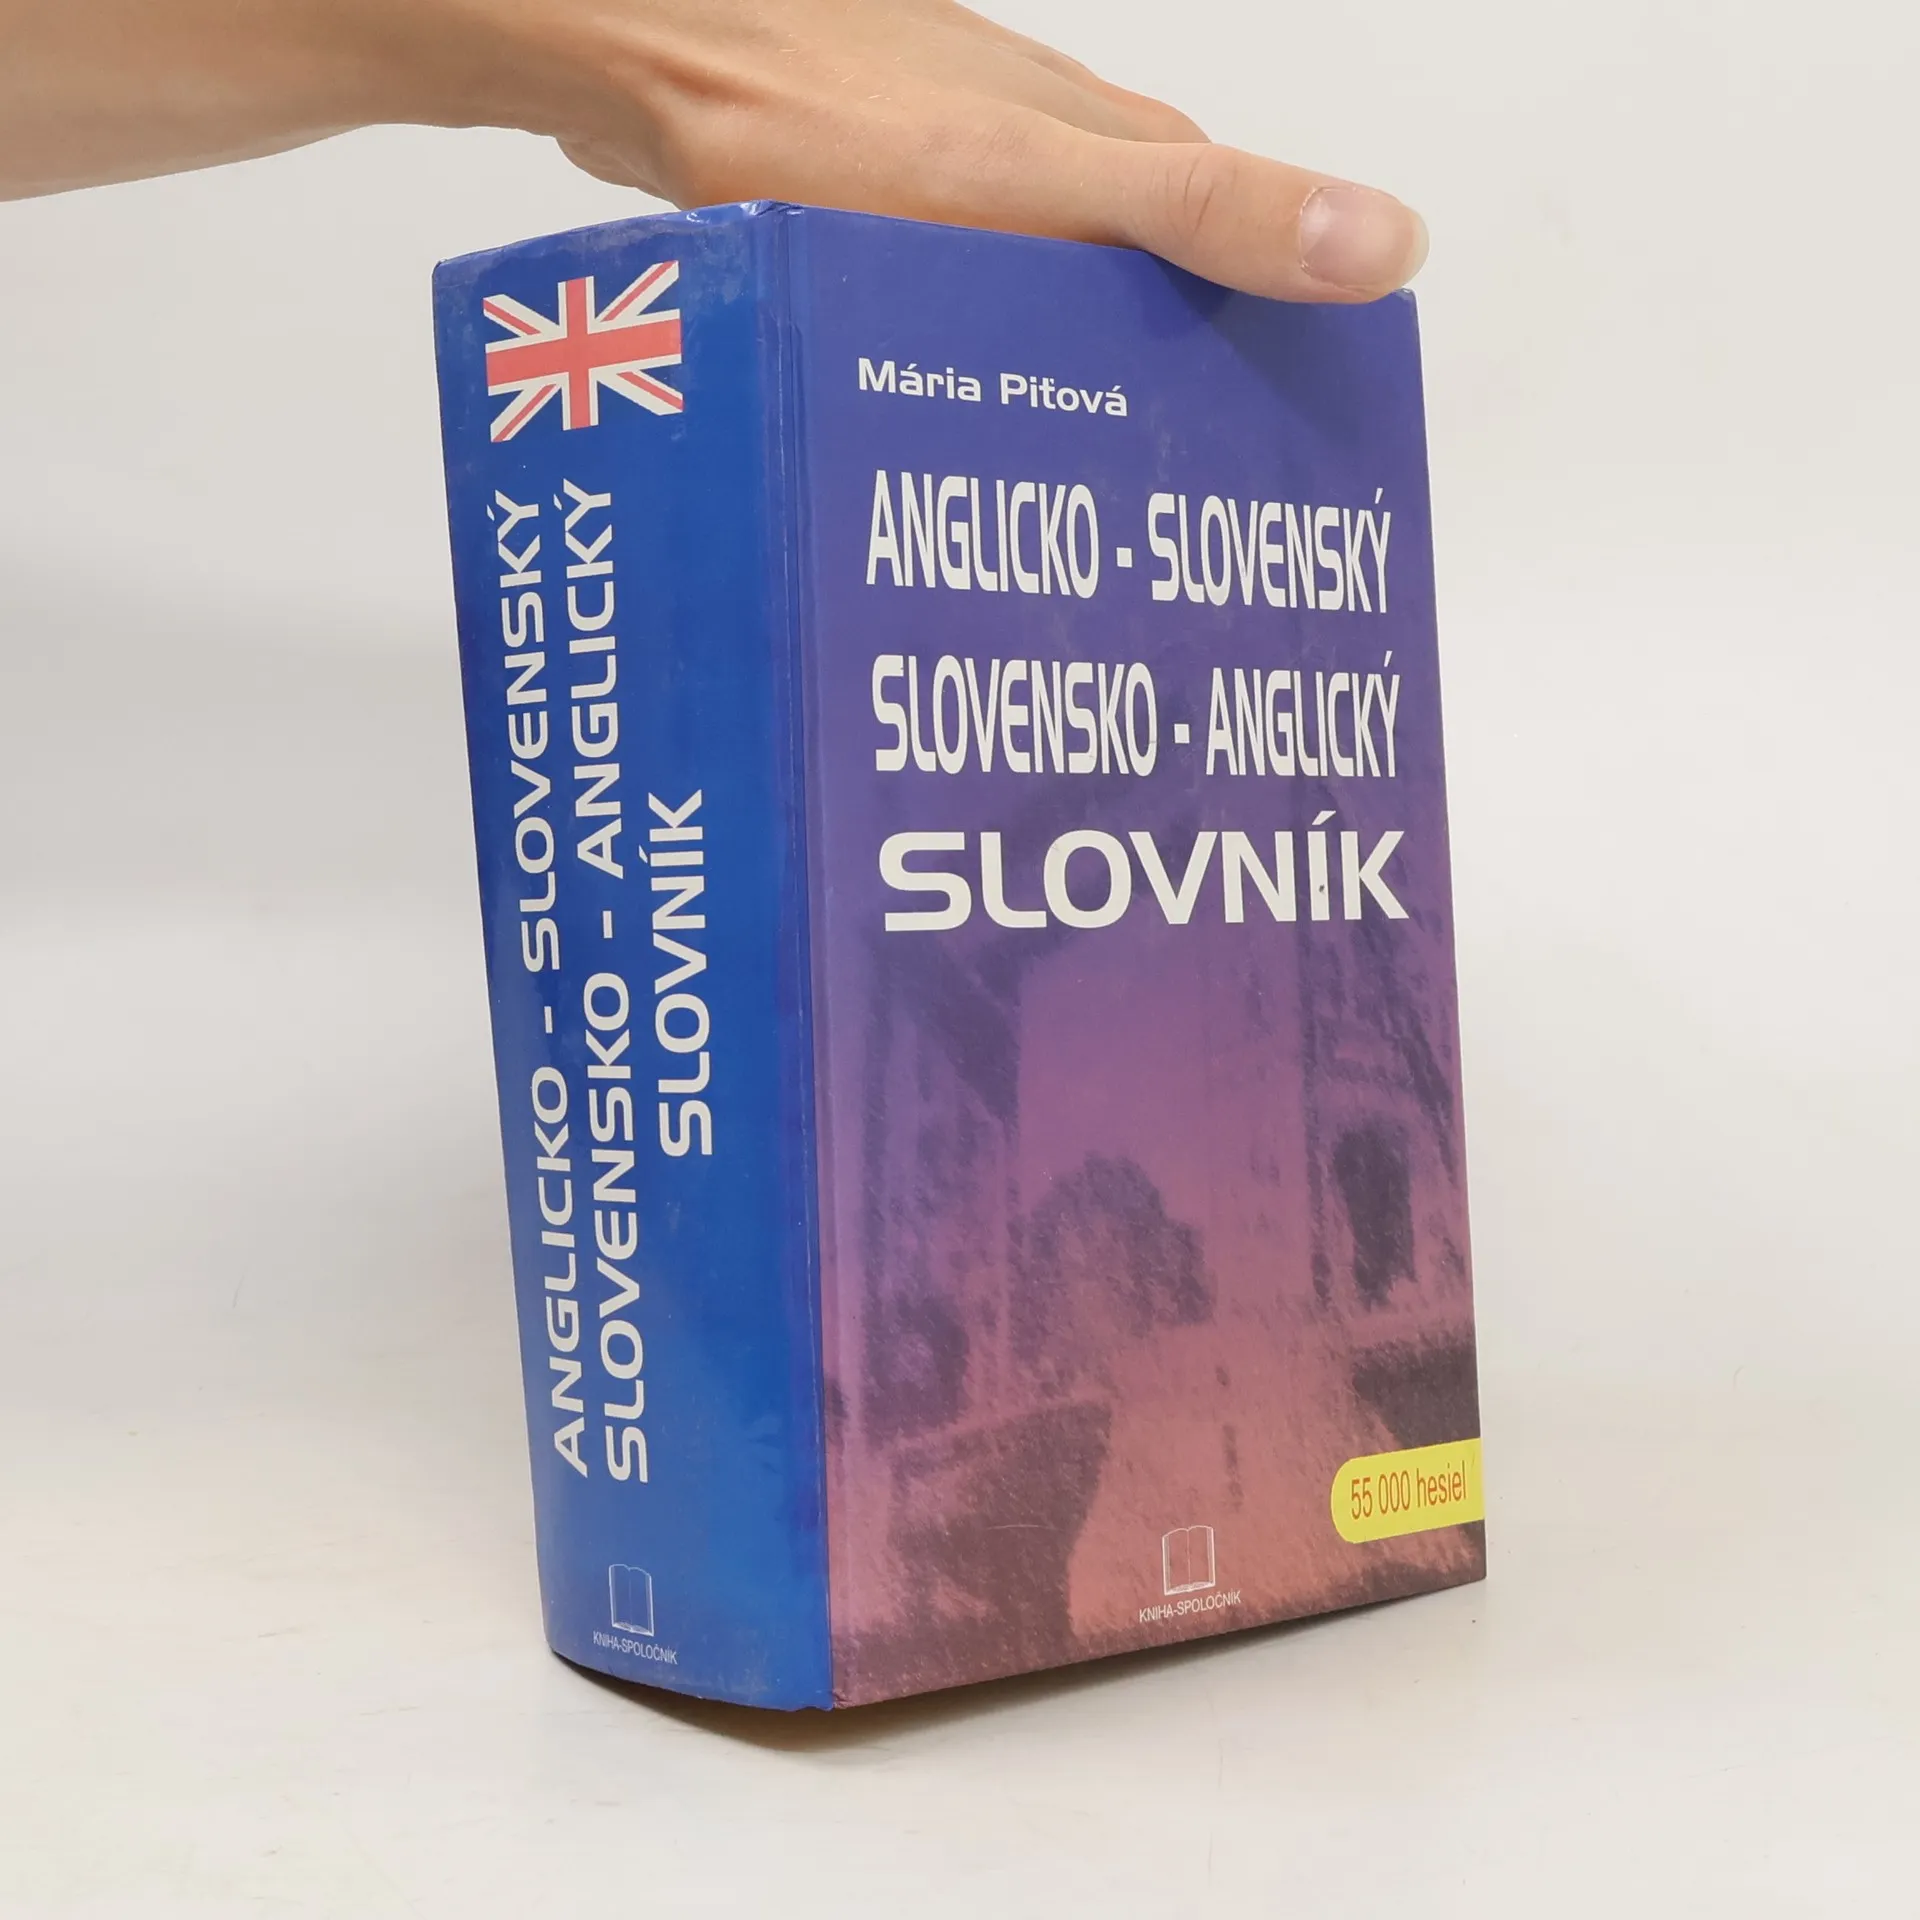 ANGLICKO - SLOVENSKÝ
SLOVENSKO - ANGLICKÝ
SLOVNÍK
KNIHA-SPOLOČNÍK
Mária Piťová
ANGLICKO - SLOVENSKÝ
SLOVENSKO - ANGLICKÝ
SLOVNÍK
55 000 hesiel
KNIHA-SPOLOČNÍK